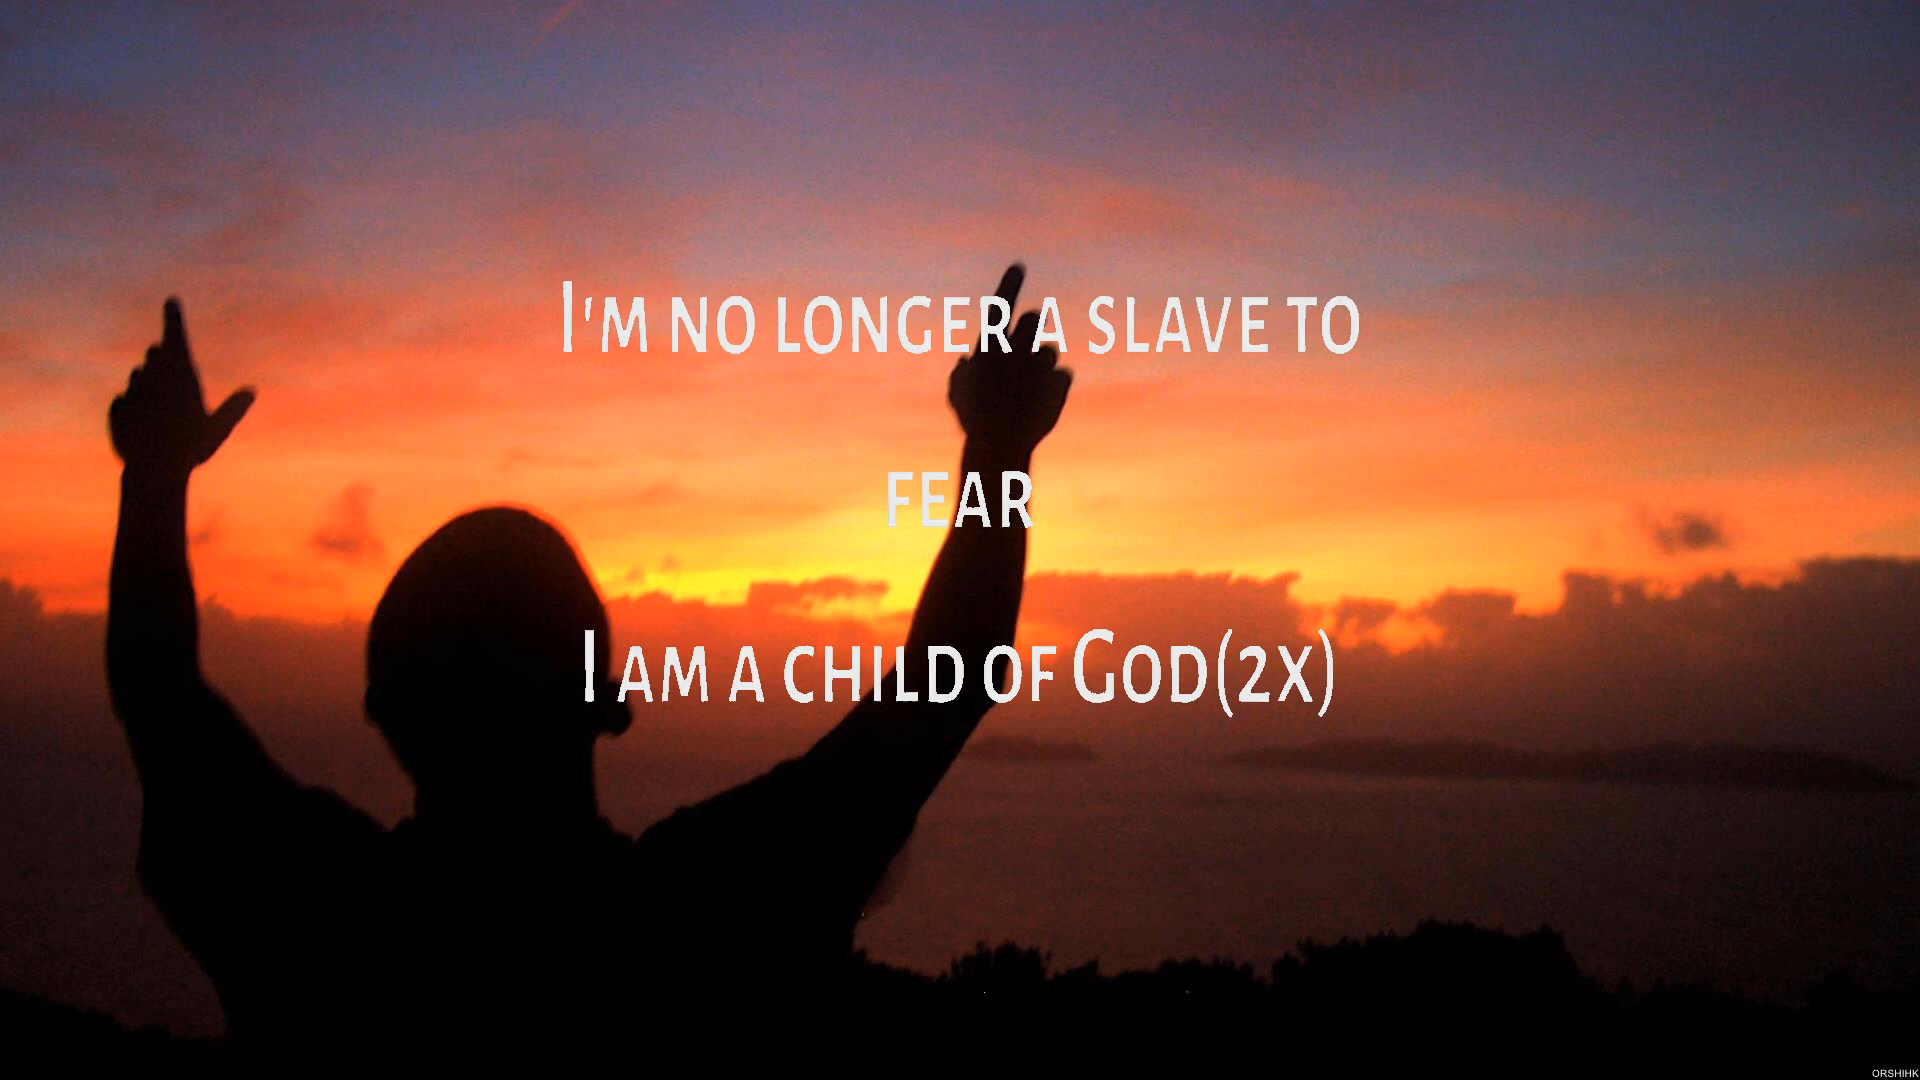 I'm no longer a slave to
fear
I am a child of God(2x)
ORSHIHK